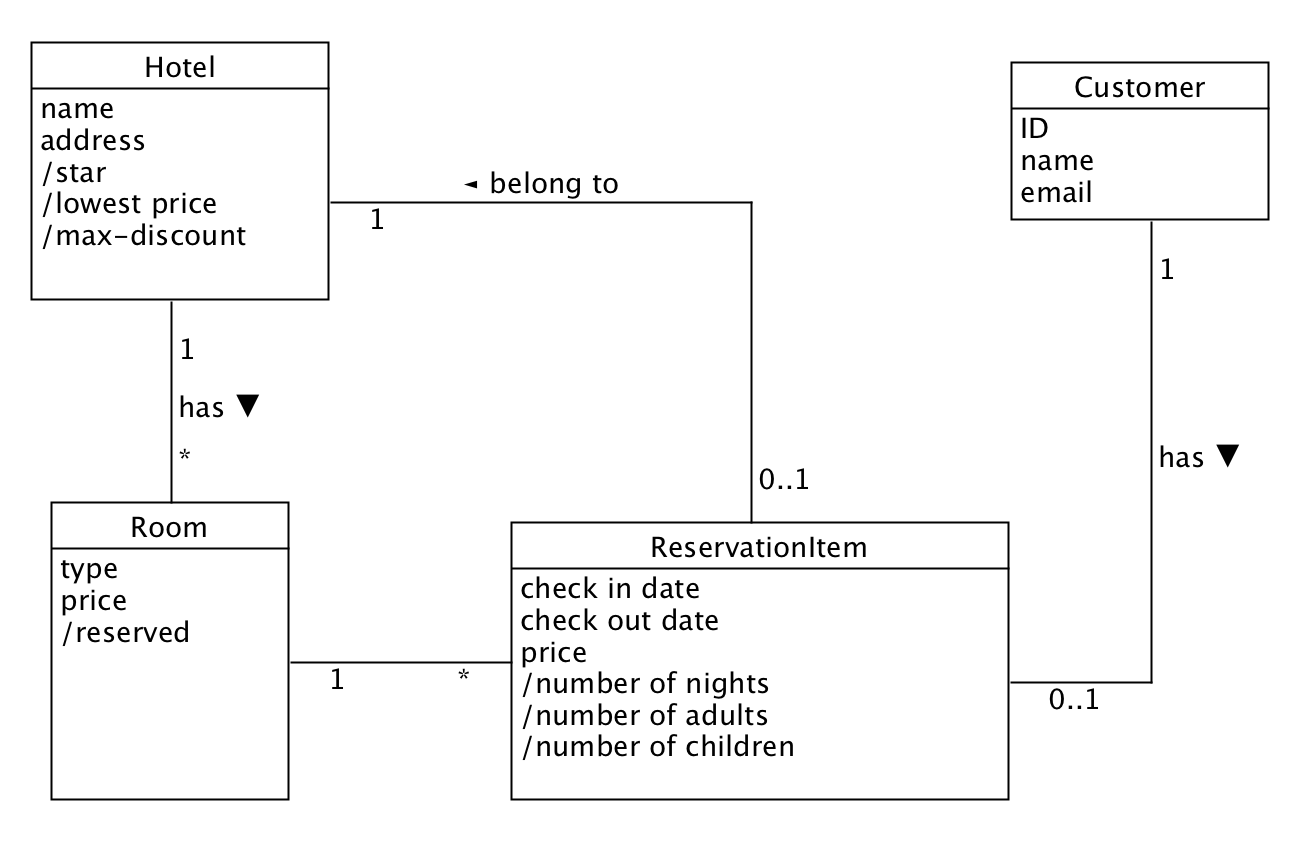 Hotel
name
address
/star
/lowest price
/max-discount
Customer
ID
name
email
◄ belong to
1
0..1
1
has ▼
*
1
has ▼
0..1
Room
type
price
/reserved
1
*
ReservationItem
check in date
check out date
price
/number of nights
/number of adults
/number of children